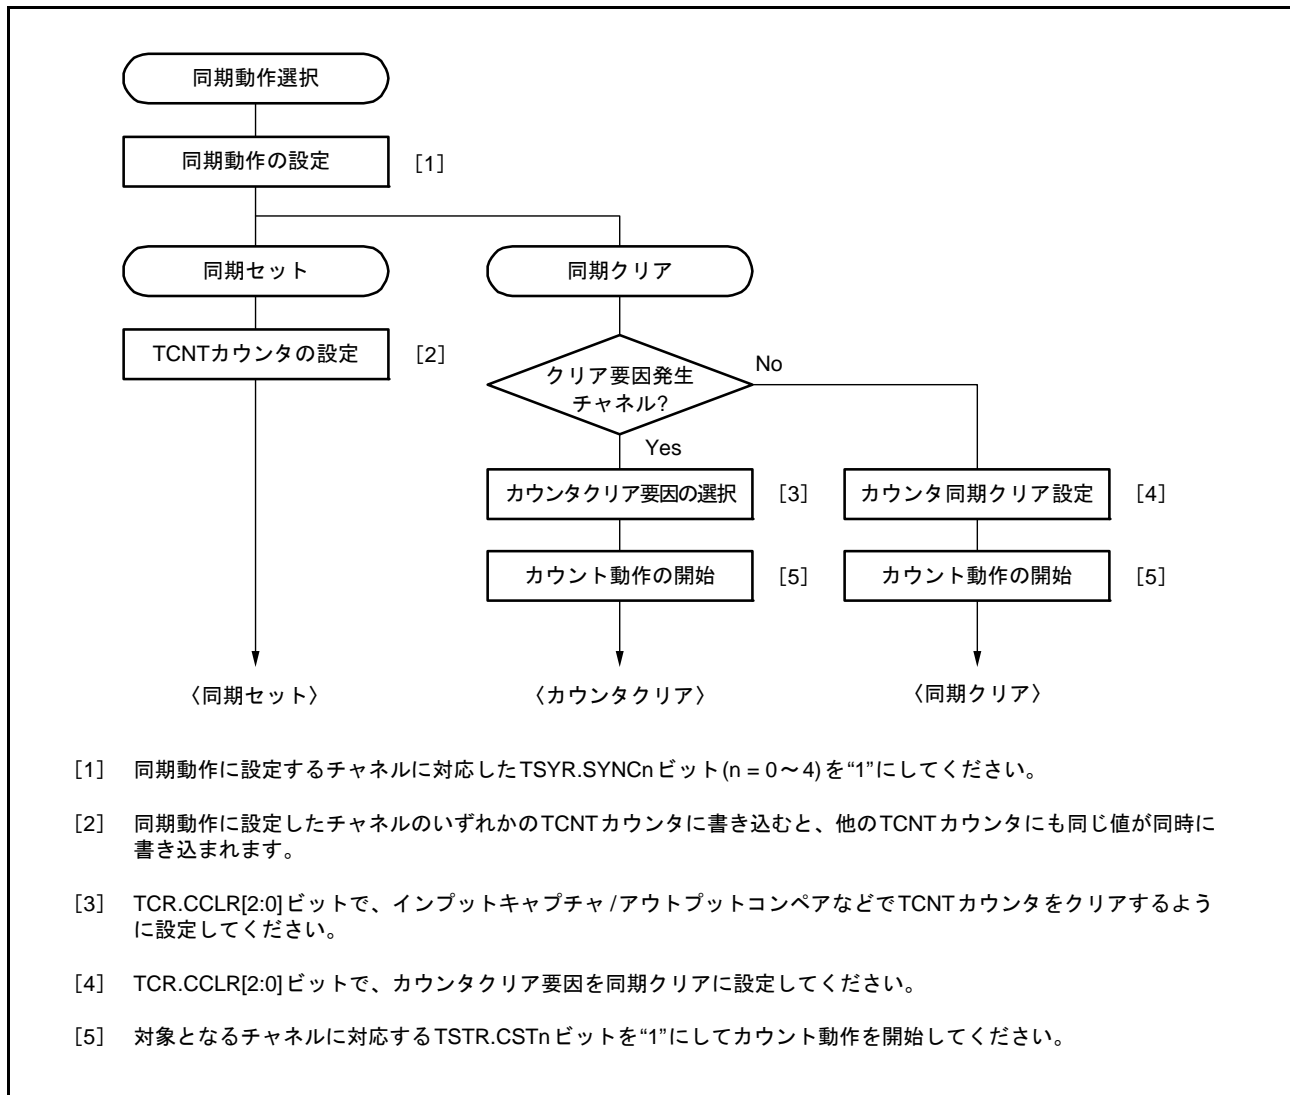 同期動作選択
同期動作の設定 [1]
同期セット 同期クリア
TCNTカウンタの設定 [2]
クリア要因発生
チャネル?
No
Yes
カウンタクリア要因の選択 [3] カウンタ同期クリア設定 [4]
カウント動作の開始 [5] カウント動作の開始 [5]
〈同期セット〉 〈カウンタクリア〉 〈同期クリア〉
[1] 同期動作に設定するチャネルに対応したTSYR.SYNCnビット(n = 0~4)を“1”にしてください。
[2] 同期動作に設定したチャネルのいずれかのTCNTカウンタに書き込むと、他のTCNTカウンタにも同じ値が同時に
書き込まれます。
[3] TCR.CCLR[2:0]ビットで、インプットキャプチャ/アウトプットコンペアなどでTCNTカウンタをクリアするよう
に設定してください。
[4] TCR.CCLR[2:0]ビットで、カウンタクリア要因を同期クリアに設定してください。
[5] 対象となるチャネルに対応するTSTR.CSTnビットを“1”にしてカウント動作を開始してください。